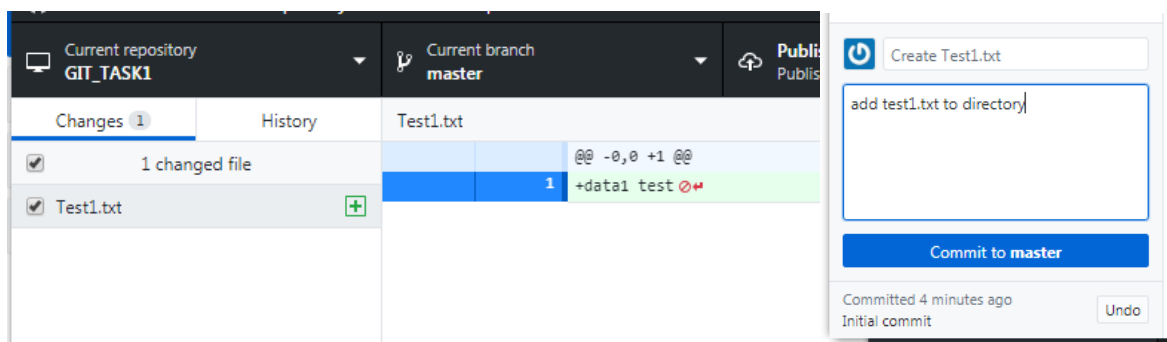 Current repository
GIT_TASK1
Current branch
master
Changes 1
History
1 changed file
Test1.txt
Test1.txt
@@ -0,0 +1 @@
1 +data1 test
Create Test1.txt
add test1.txt to directory
Commit to master
Committed 4 minutes ago
Initial commit
Undo